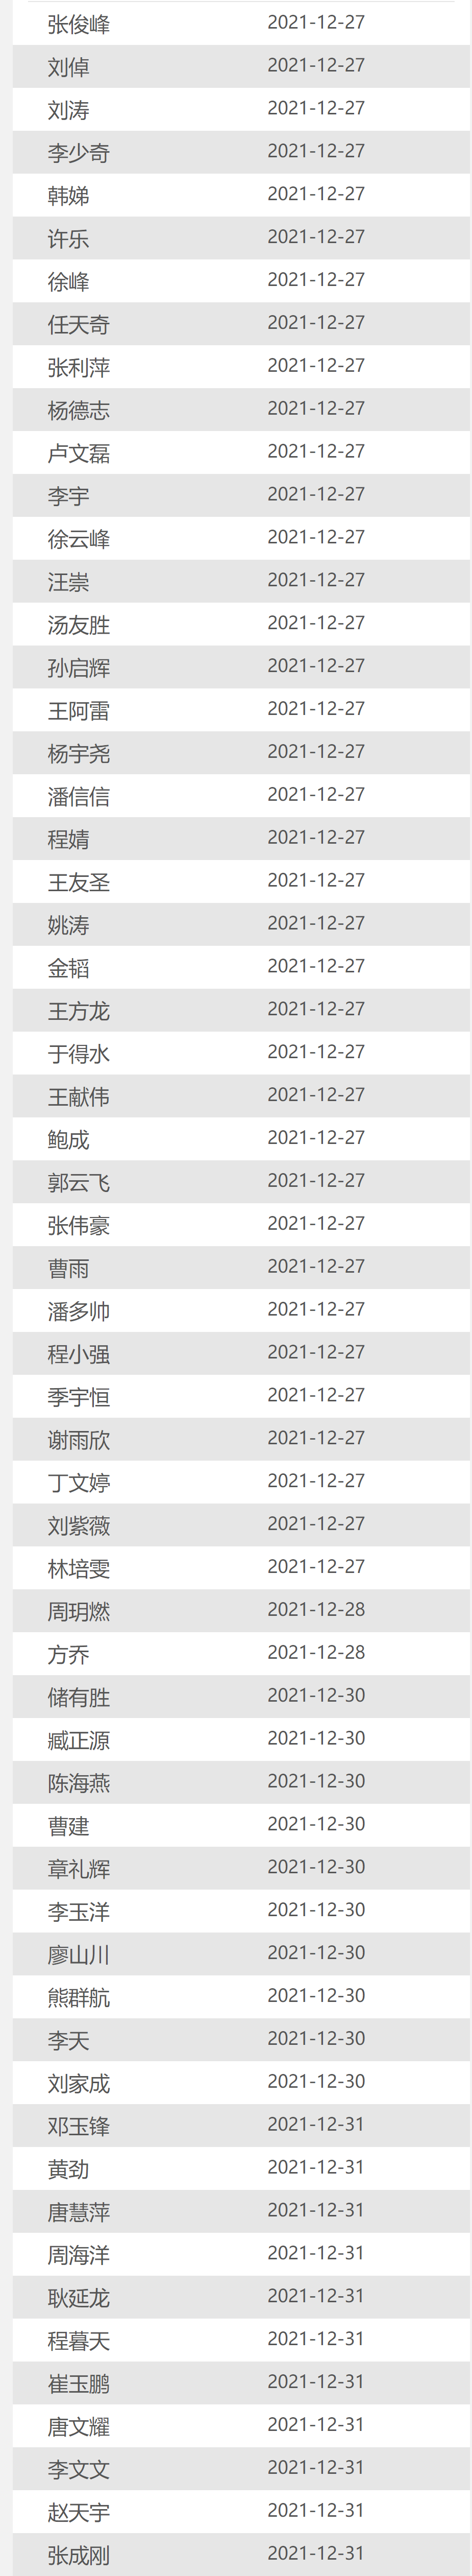 张俊峰 2021-12-27
刘倬 2021-12-27
刘涛 2021-12-27
李少奇 2021-12-27
韩娣 2021-12-27
许乐 2021-12-27
徐峰 2021-12-27
任天奇 2021-12-27
张利萍 2021-12-27
杨德志 2021-12-27
卢文磊 2021-12-27
李宇 2021-12-27
徐云峰 2021-12-27
汪崇 2021-12-27
汤友胜 2021-12-27
孙启辉 2021-12-27
王阿雷 2021-12-27
杨宇尧 2021-12-27
潘信信 2021-12-27
程婧 2021-12-27
王友圣 2021-12-27
姚涛 2021-12-27
金韬 2021-12-27
王方龙 2021-12-27
于得水 2021-12-27
王献伟 2021-12-27
鲍成 2021-12-27
郭云飞 2021-12-27
张伟豪 2021-12-27
曹雨 2021-12-27
潘多帅 2021-12-27
程小强 2021-12-27
季宇恒 2021-12-27
谢雨欣 2021-12-27
丁文婷 2021-12-27
刘紫薇 2021-12-27
林培雯 2021-12-27
周玥燃 2021-12-28
方乔 2021-12-28
储有胜 2021-12-30
臧正源 2021-12-30
陈海燕 2021-12-30
曹建 2021-12-30
章礼辉 2021-12-30
李玉洋 2021-12-30
廖山川 2021-12-30
熊群航 2021-12-30
李天 2021-12-30
刘家成 2021-12-30
邓玉锋 2021-12-31
黄劲 2021-12-31
唐慧萍 2021-12-31
周海洋 2021-12-31
耿延龙 2021-12-31
程暮天 2021-12-31
崔玉鹏 2021-12-31
唐文耀 2021-12-31
李文文 2021-12-31
赵天宇 2021-12-31
张成刚 2021-12-31